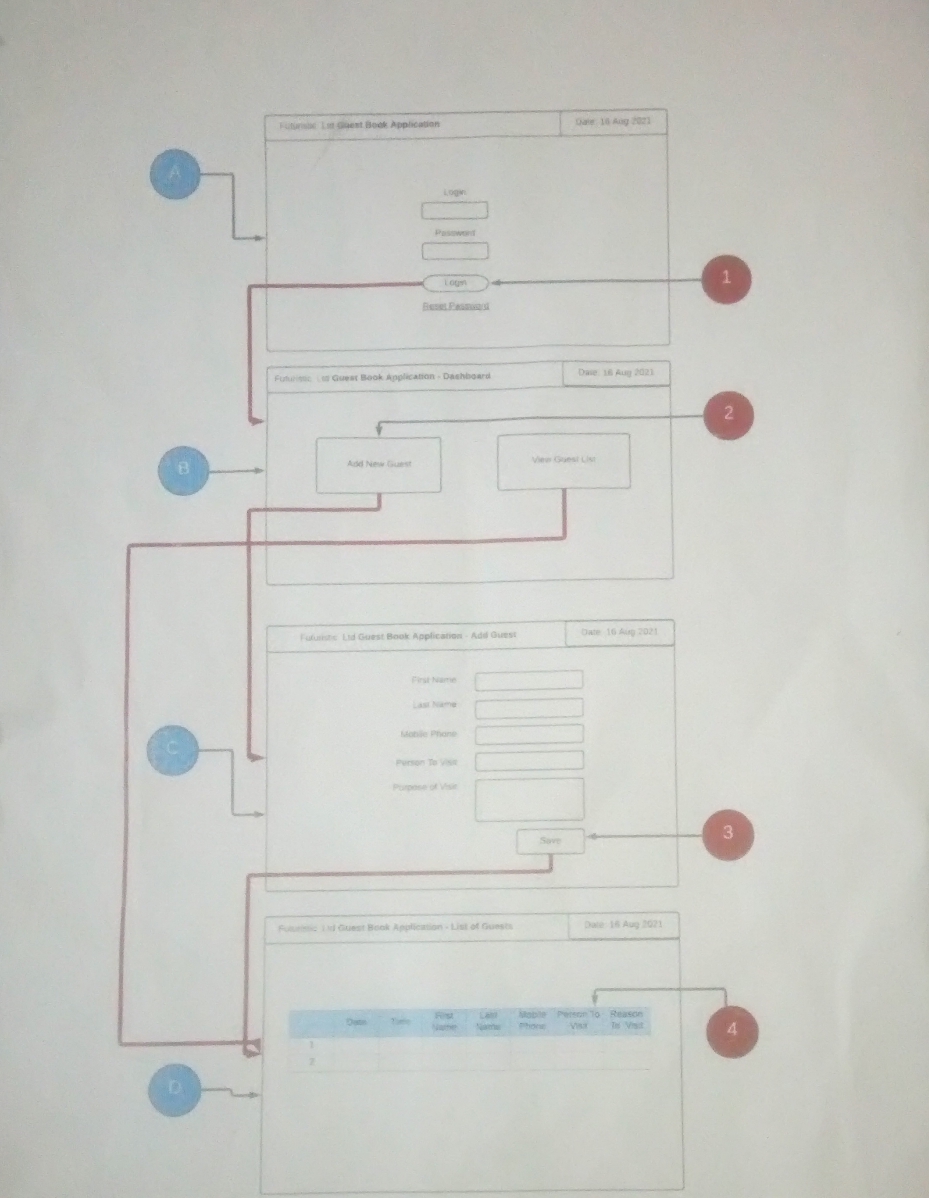 Futuristic Ltd Guest Book Application
Date: 16 Aug 2021
A
Login
Password
Login
1
Reset Password
Futuristic Ltd Guest Book Application - Dashboard
Date: 16 Aug 2021
2
B
Add New Guest
View Guest List
Futuristic Ltd Guest Book Application - Add Guest
Date: 16 Aug 2021
First Name
Last Name
Mobile Phone
C
Person To Visit
Purpose of Visit
Save
3
Futuristic Ltd Guest Book Application - List of Guests
Date: 16 Aug 2021
Date
Time
First
Name
Last
Name
Mobile
Phone
Person To
Visit
Reason
To Visit
4
1
2
D